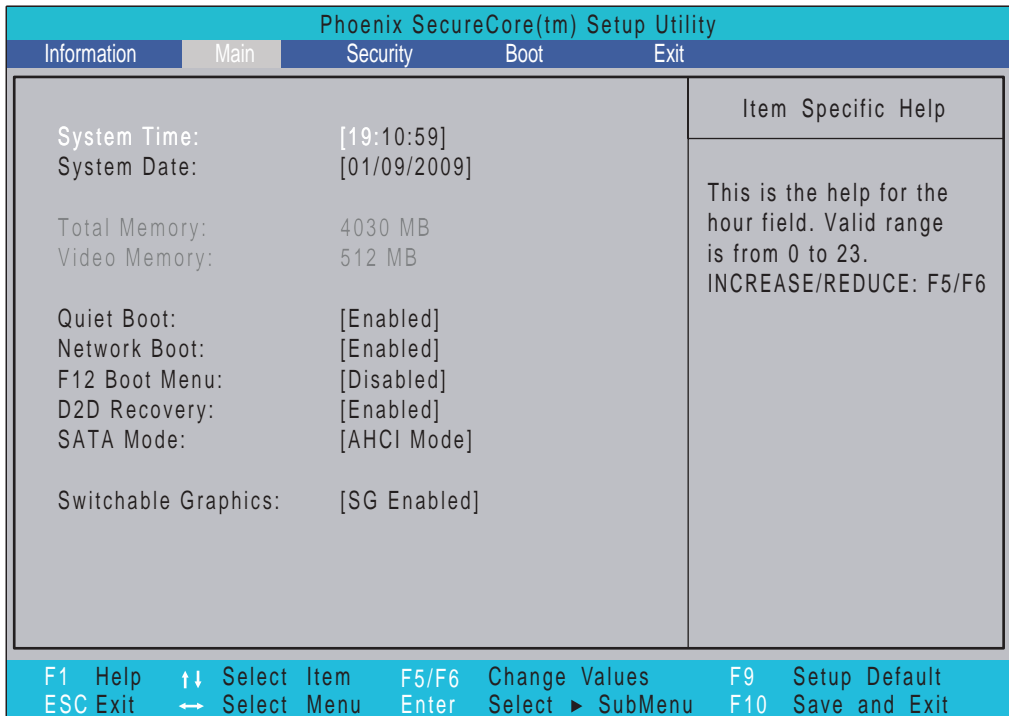 Phoenix SecureCore(tm) Setup Utility
Information Main Security Boot Exit
System Time: [19:10:59]
System Date: [01/09/2009]
Total Memory: 4030 MB
Video Memory: 512 MB
Quiet Boot: [Enabled]
Network Boot: [Enabled]
F12 Boot Menu: [Disabled]
D2D Recovery: [Enabled]
SATA Mode: [AHCI Mode]
Switchable Graphics: [SG Enabled]
Item Specific Help
This is the help for the
hour field. Valid range
is from 0 to 23.
INCREASE/REDUCE: F5/F6
F1 Help ↑↓ Select Item F5/F6 Change Values F9 Setup Default
ESC Exit ↔ Select Menu Enter Select ► SubMenu F10 Save and Exit